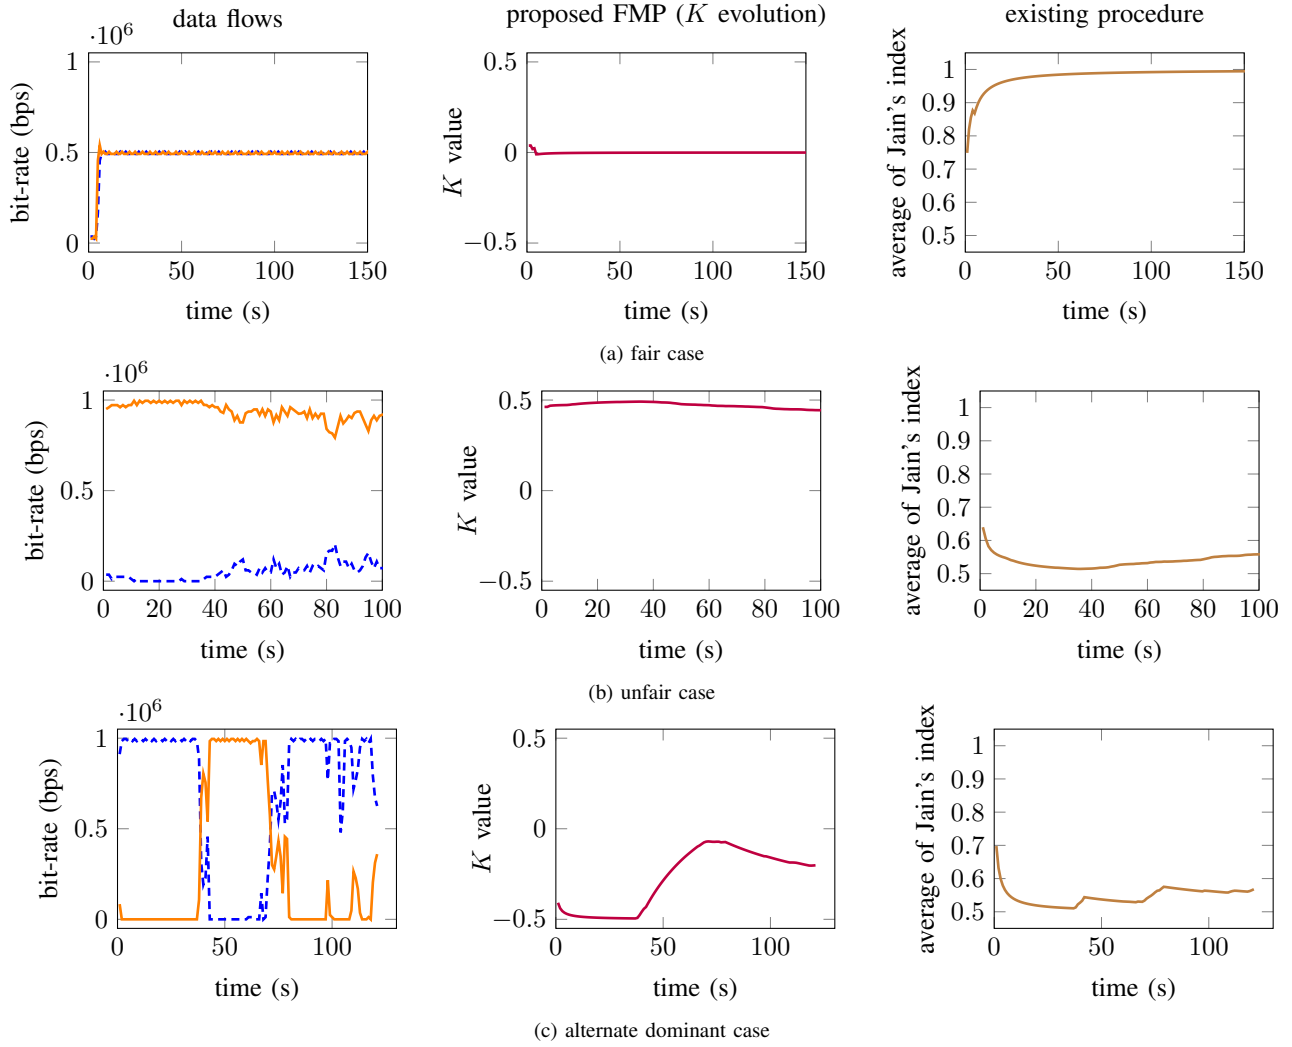 data flows
proposed FMP (K evolution)
existing procedure
·10⁶
1
0.5
0
bit-rate (bps)
0 50 100 150
time (s)
0.5
0
−0.5
K value
0 50 100 150
time (s)
1
0.9
0.8
0.7
0.6
0.5
average of Jain's index
0 50 100 150
time (s)
(a) fair case
·10⁶
1
0.5
0
bit-rate (bps)
0 20 40 60 80 100
time (s)
0.5
0
−0.5
K value
0 20 40 60 80 100
time (s)
1
0.9
0.8
0.7
0.6
0.5
average of Jain's index
0 20 40 60 80 100
time (s)
(b) unfair case
·10⁶
1
0.5
0
bit-rate (bps)
0 50 100
time (s)
0.5
0
−0.5
K value
0 50 100
time (s)
1
0.9
0.8
0.7
0.6
0.5
average of Jain's index
0 50 100
time (s)
(c) alternate dominant case